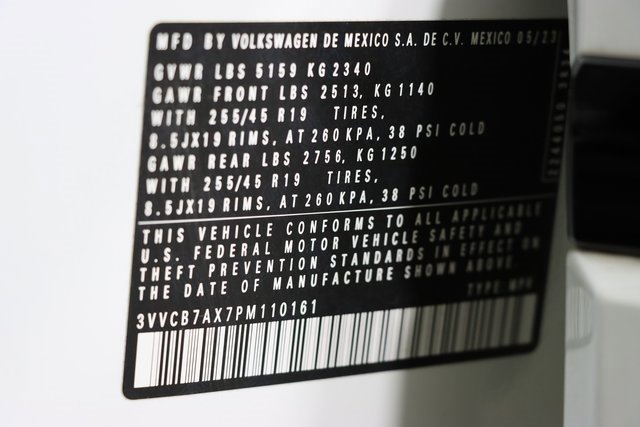 MFD BY VOLKSWAGEN DE MEXICO S.A. DE C.V. MEXICO 05/23
GVWR LBS 5159 KG 2340
GAWR FRONT LBS 2513, KG 1140
WITH 255/45 R19 TIRES,
8.5JX19 RIMS, AT 260 KPA, 38 PSI COLD
GAWR REAR LBS 2756, KG 1250
WITH 255/45 R19 TIRES,
8.5JX19 RIMS, AT 260 KPA, 38 PSI COLD
THIS VEHICLE CONFORMS TO ALL APPLICABLE
U.S. FEDERAL MOTOR VEHICLE SAFETY AND
THEFT PREVENTION STANDARDS IN EFFECT ON
THE DATE OF MANUFACTURE SHOWN ABOVE.
TYPE: MPV
3VVCB7AX7PM110161